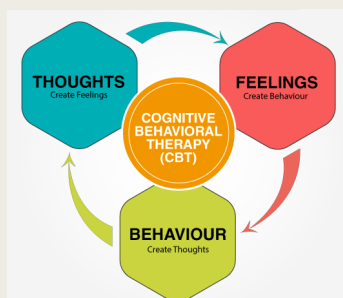 THOUGHTS
Create Feelings
FEELINGS
Create Behaviour
COGNITIVE
BEHAVIORAL
THERAPY
(CBT)
BEHAVIOUR
Create Thoughts